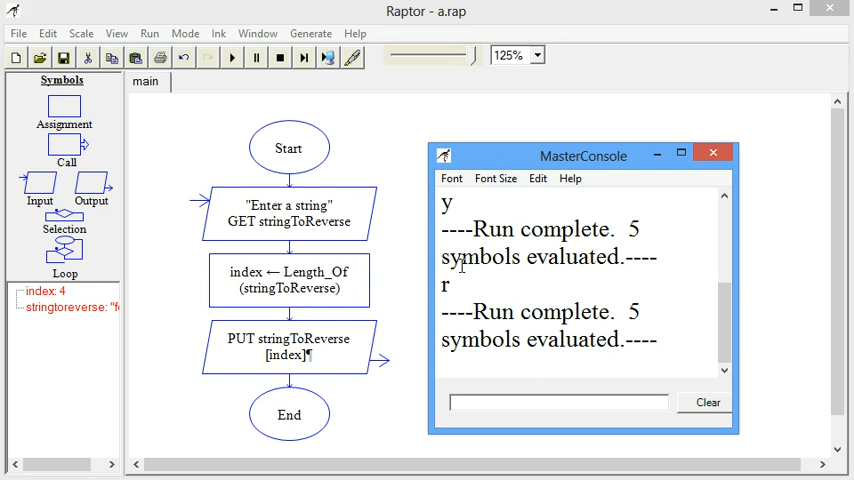 Raptor - a.rap
File Edit Scale View Run Mode Ink Window Generate Help
125%
Symbols
Assignment
Call
Input Output
Selection
Loop
index: 4
stringtoreverse: "f
main
Start
"Enter a string"
GET stringToReverse
index ← Length_Of
(stringToReverse)
PUT stringToReverse
[index]¶
End
MasterConsole
Font Font Size Edit Help
y
----Run complete. 5
symbols evaluated.----
r
----Run complete. 5
symbols evaluated.----
Clear